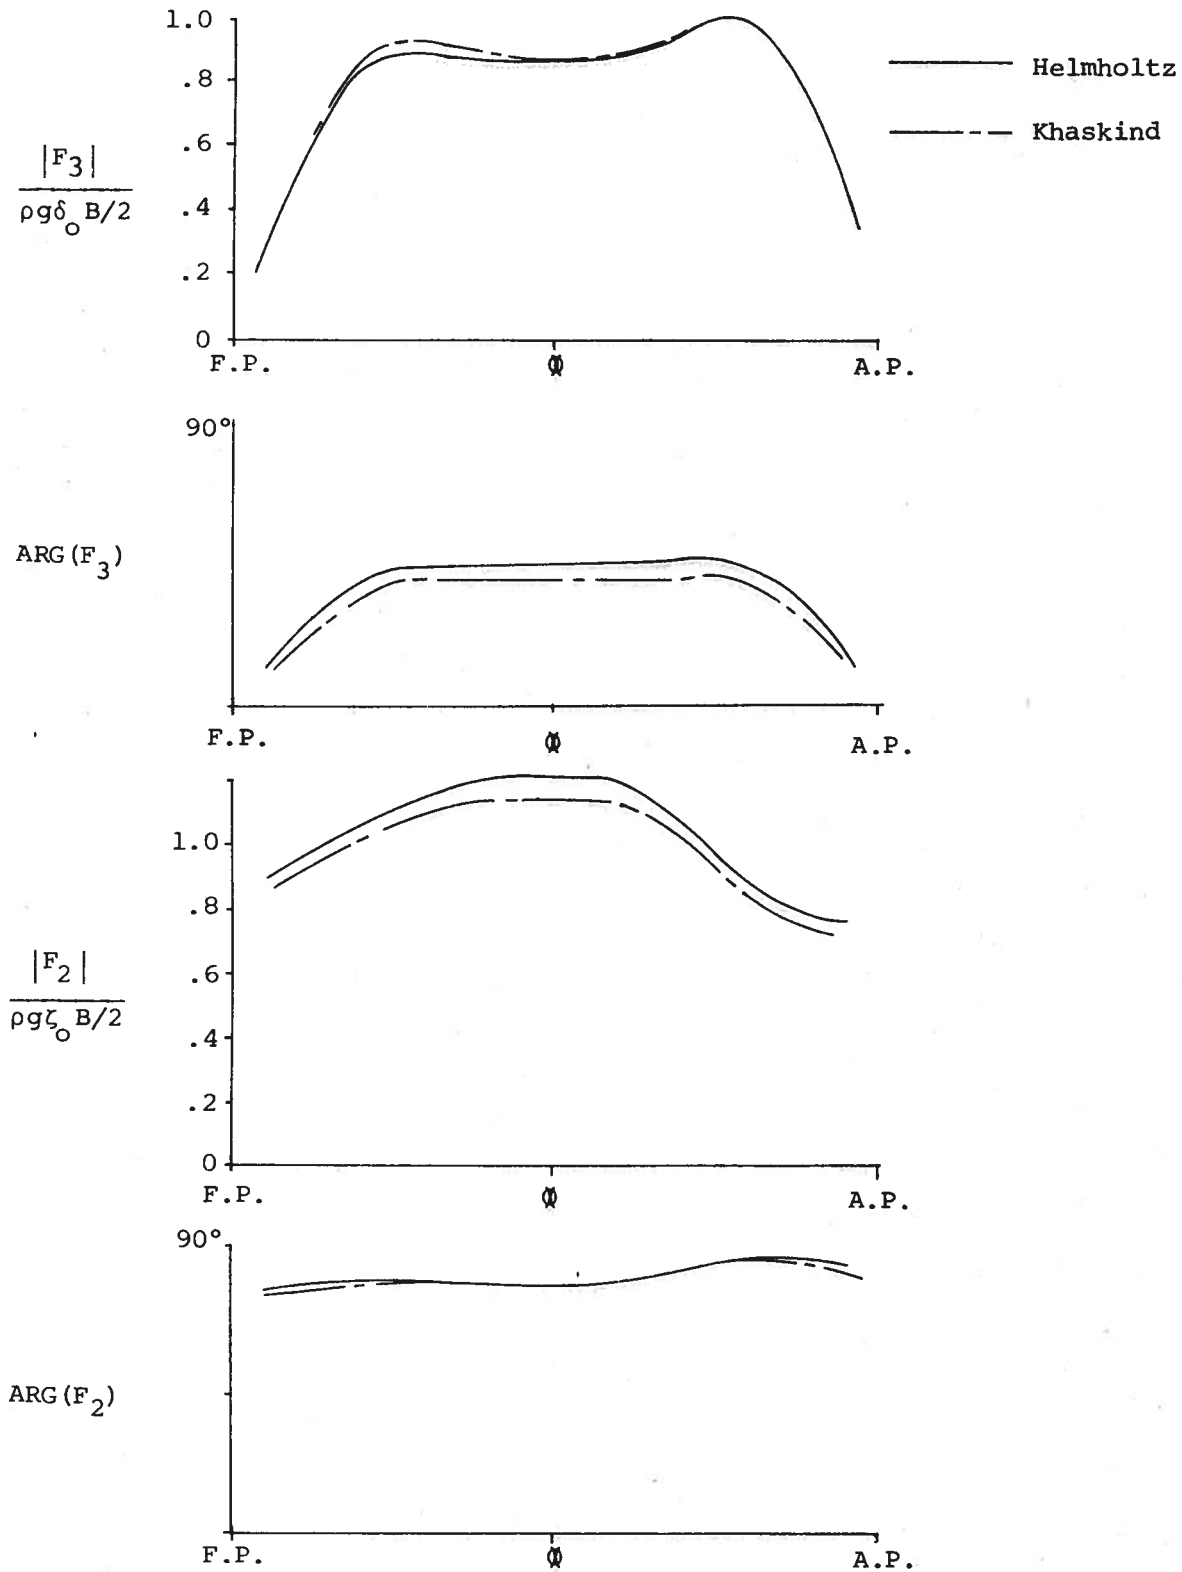 1.0
.8
.6
.4
.2
0
|F3|
ρgδo B/2
F.P.
A.P.
Helmholtz
Khaskind
90°
ARG(F3)
F.P.
A.P.
1.0
.8
.6
.4
.2
0
|F2|
ρgζo B/2
F.P.
A.P.
90°
ARG(F2)
F.P.
A.P.